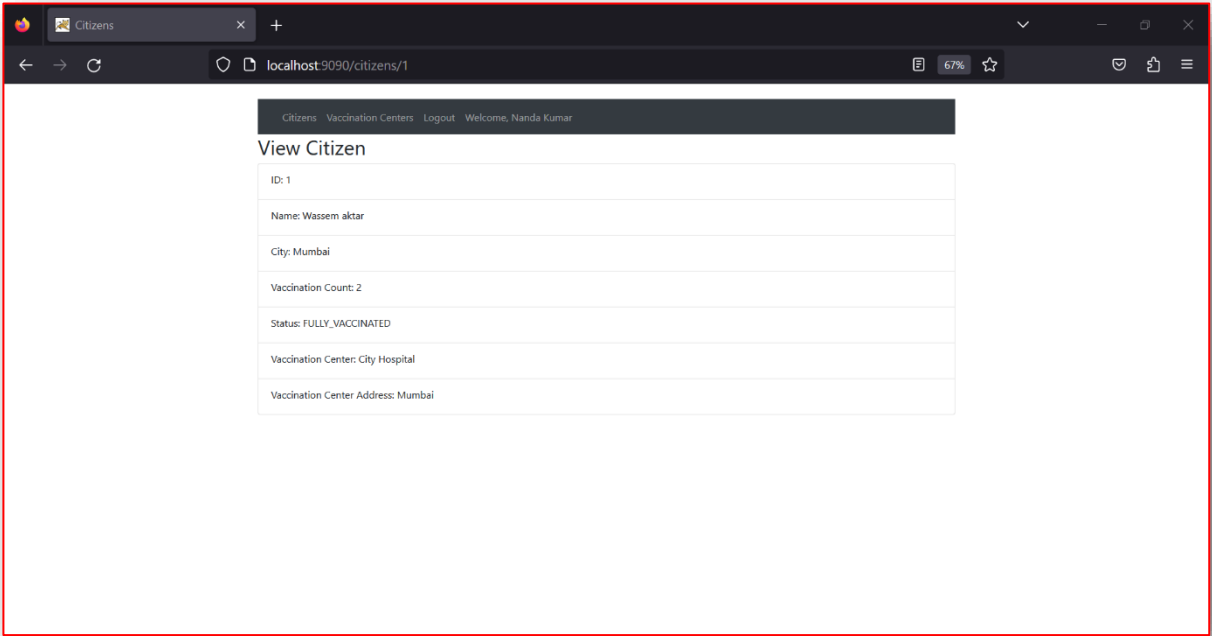 Citizens
localhost:9090/citizens/1
67%
Citizens Vaccination Centers Logout Welcome, Nanda Kumar
View Citizen
ID: 1
Name: Wassem aktar
City: Mumbai
Vaccination Count: 2
Status: FULLY_VACCINATED
Vaccination Center: City Hospital
Vaccination Center Address: Mumbai